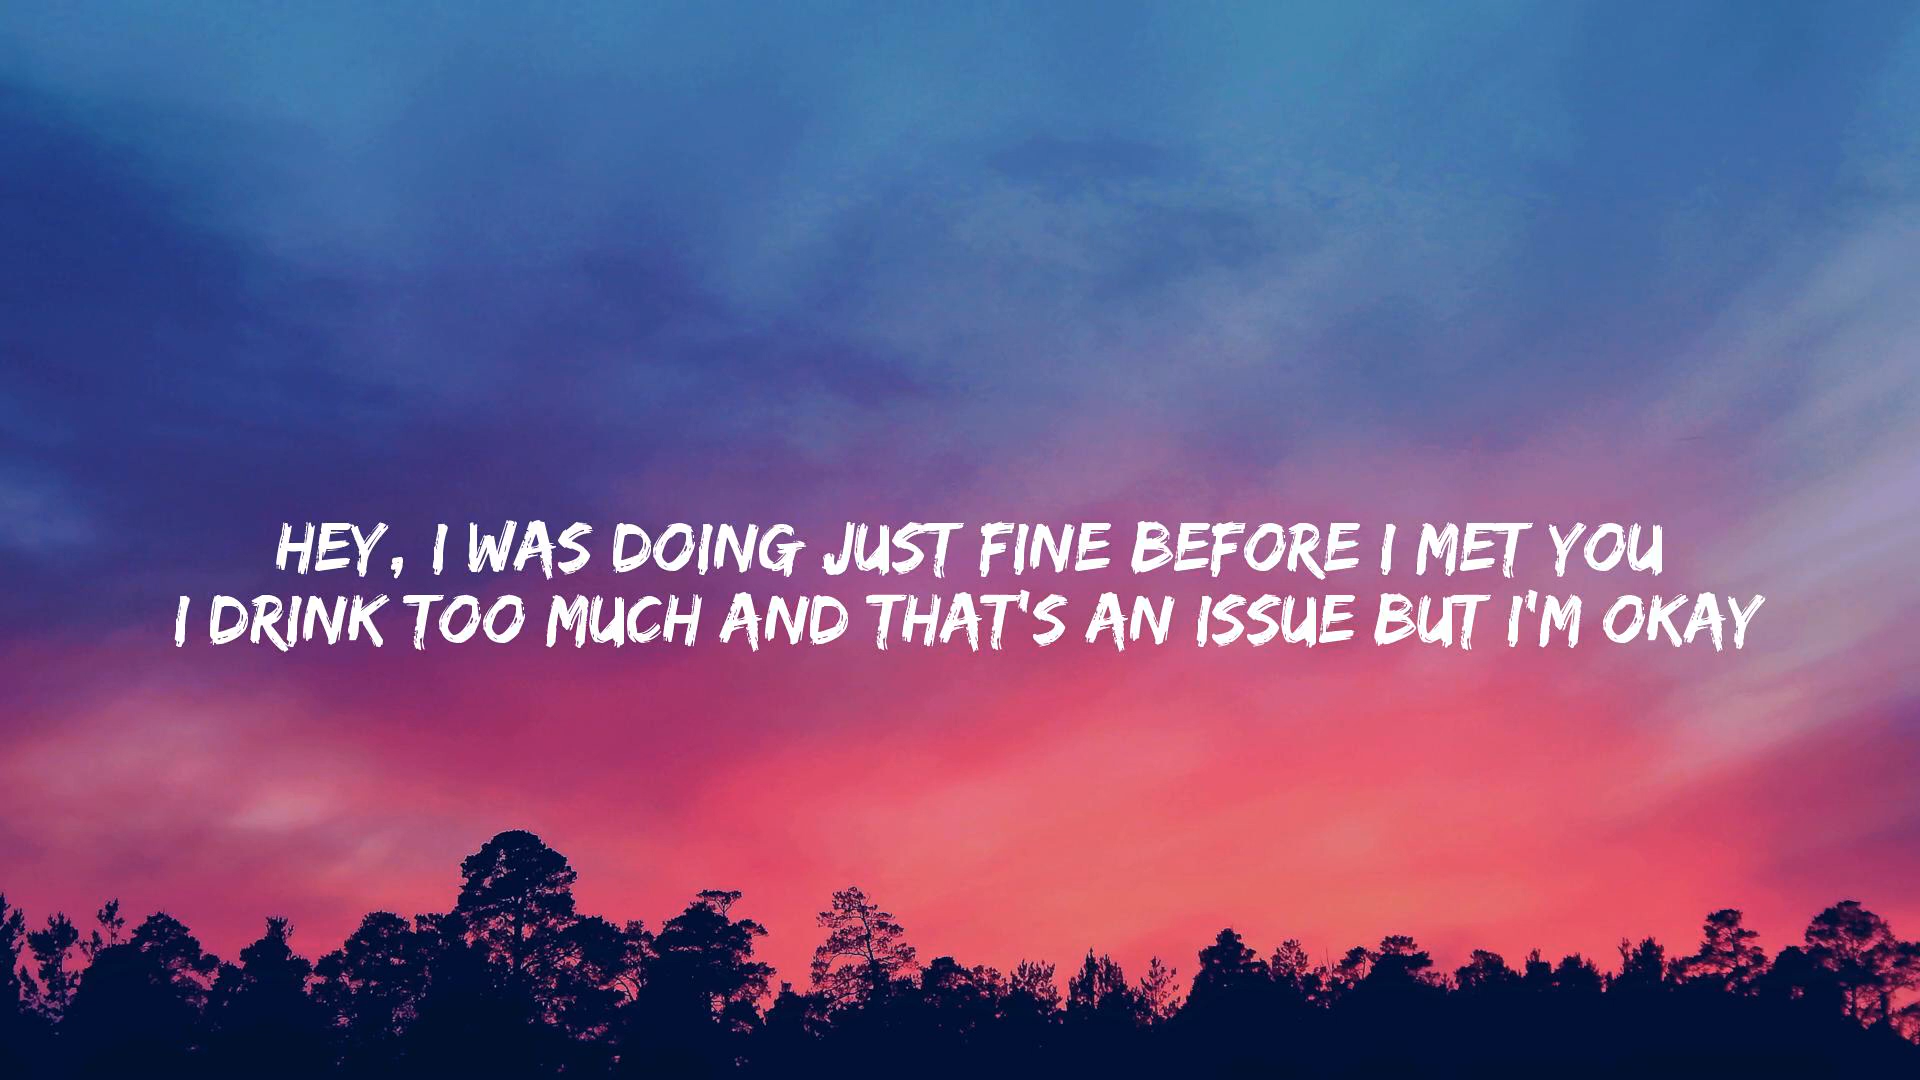 HEY, I WAS DOING JUST FINE BEFORE I MET YOU
I DRINK TOO MUCH AND THAT'S AN ISSUE BUT I'M OKAY